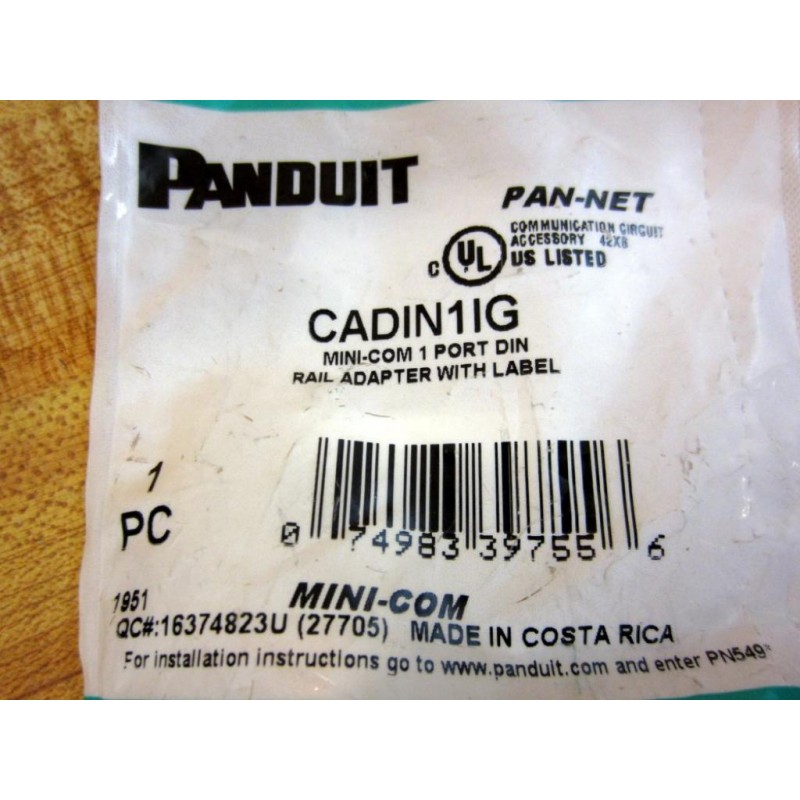 PANDUIT
PAN-NET
COMMUNICATION CIRCUIT
ACCESSORY 42X8
C UL US LISTED
CADIN1IG
MINI-COM 1 PORT DIN
RAIL ADAPTER WITH LABEL
1
PC
0 74983 39755 6
1951
MINI-COM
QC#:16374823U (27705) MADE IN COSTA RICA
For installation instructions go to www.panduit.com and enter PN549